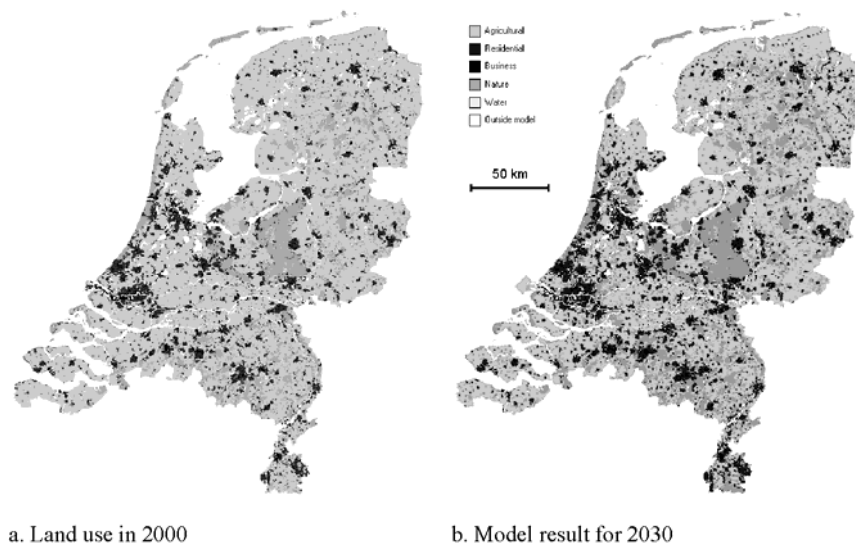 Agricultural
Residential
Business
Nature
Water
Outside model
50 km
a. Land use in 2000
b. Model result for 2030